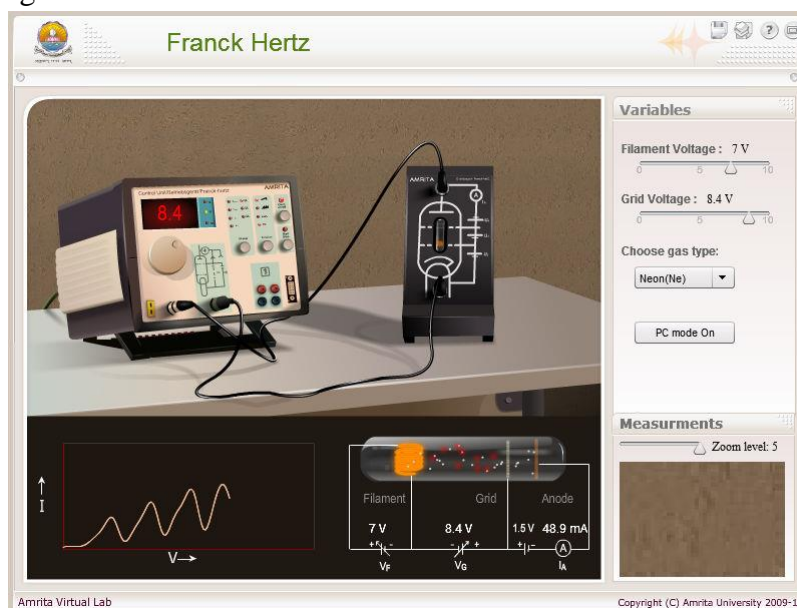 Franck Hertz
Variables
Filament Voltage : 7 V
0 5 10
Grid Voltage : 8.4 V
0 5 10
Choose gas type:
Neon(Ne)
PC mode On
AMRITA
8.4
AMRITA
Measurments
Zoom level: 5
I
V
Filament Grid Anode
7 V 8.4 V 1.5 V 48.9 mA
+ - - + + - A
VF VG IA
Amrita Virtual Lab
Copyright (C) Amrita University 2009-1